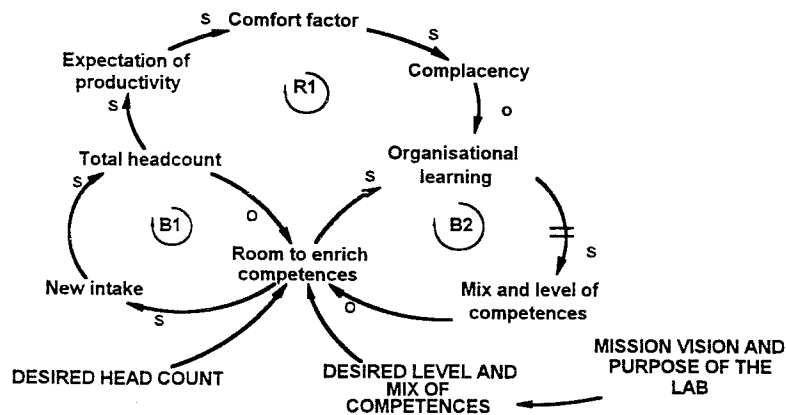 S
Comfort factor
S
Expectation of
productivity
Complacency
R1
S
O
Total headcount
Organisational
learning
S
S
O
B1
B2
Room to enrich
competences
S
New intake
Mix and level of
competences
S
O
DESIRED HEAD COUNT
DESIRED LEVEL AND
MIX OF
COMPETENCES
MISSION VISION AND
PURPOSE OF THE
LAB